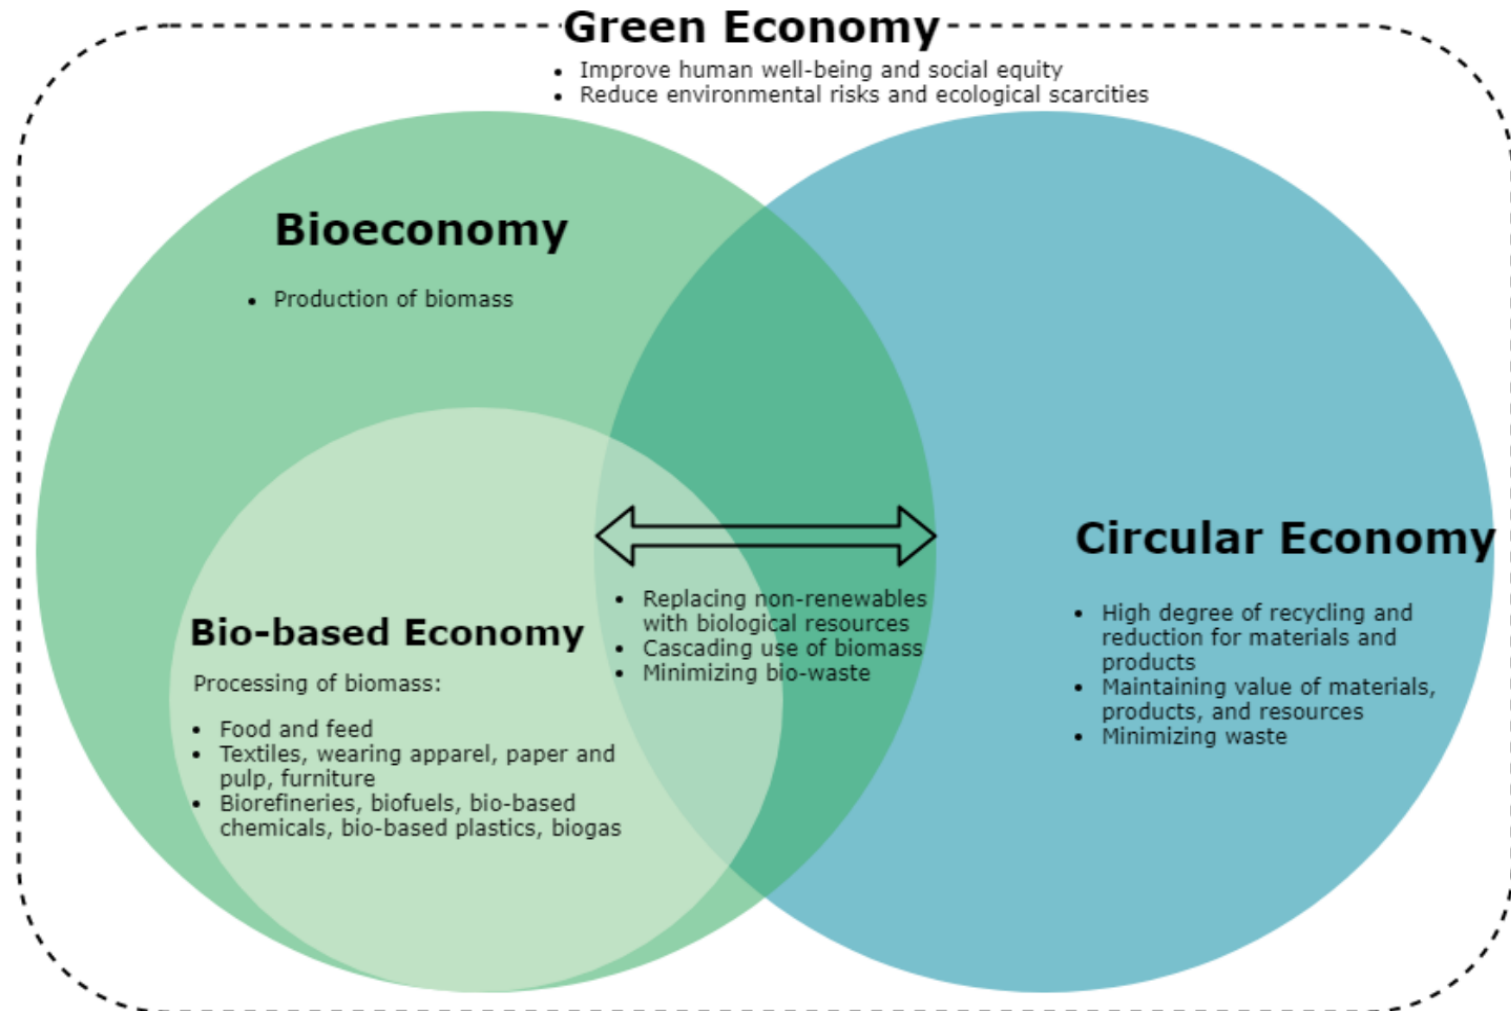 Green Economy
• Improve human well-being and social equity
• Reduce environmental risks and ecological scarcities
Bioeconomy
• Production of biomass
Bio-based Economy
Processing of biomass:
• Food and feed
• Textiles, wearing apparel, paper and
pulp, furniture
• Biorefineries, biofuels, bio-based
chemicals, bio-based plastics, biogas
• Replacing non-renewables
with biological resources
• Cascading use of biomass
• Minimizing bio-waste
Circular Economy
• High degree of recycling and
reduction for materials and
products
• Maintaining value of materials,
products, and resources
• Minimizing waste